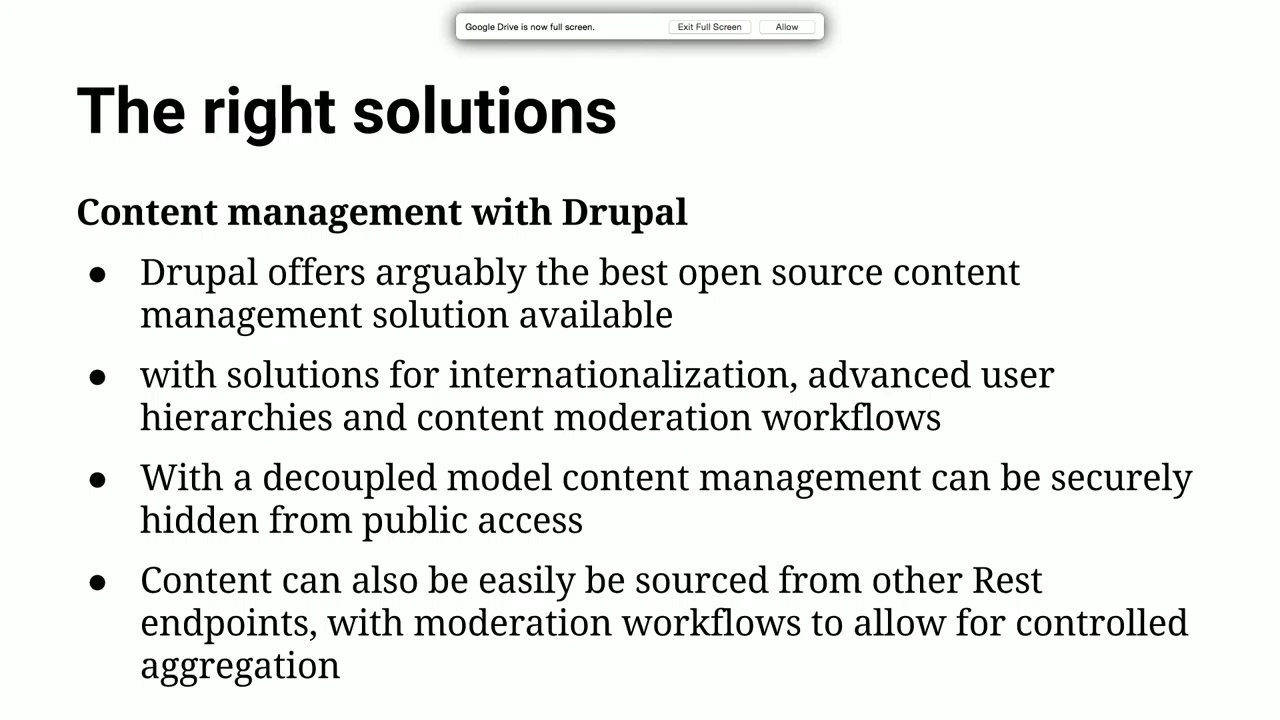 Google Drive is now full screen. Exit Full Screen Allow
The right solutions
Content management with Drupal
● Drupal offers arguably the best open source content
management solution available
● with solutions for internationalization, advanced user
hierarchies and content moderation workflows
● With a decoupled model content management can be securely
hidden from public access
● Content can also be easily be sourced from other Rest
endpoints, with moderation workflows to allow for controlled
aggregation